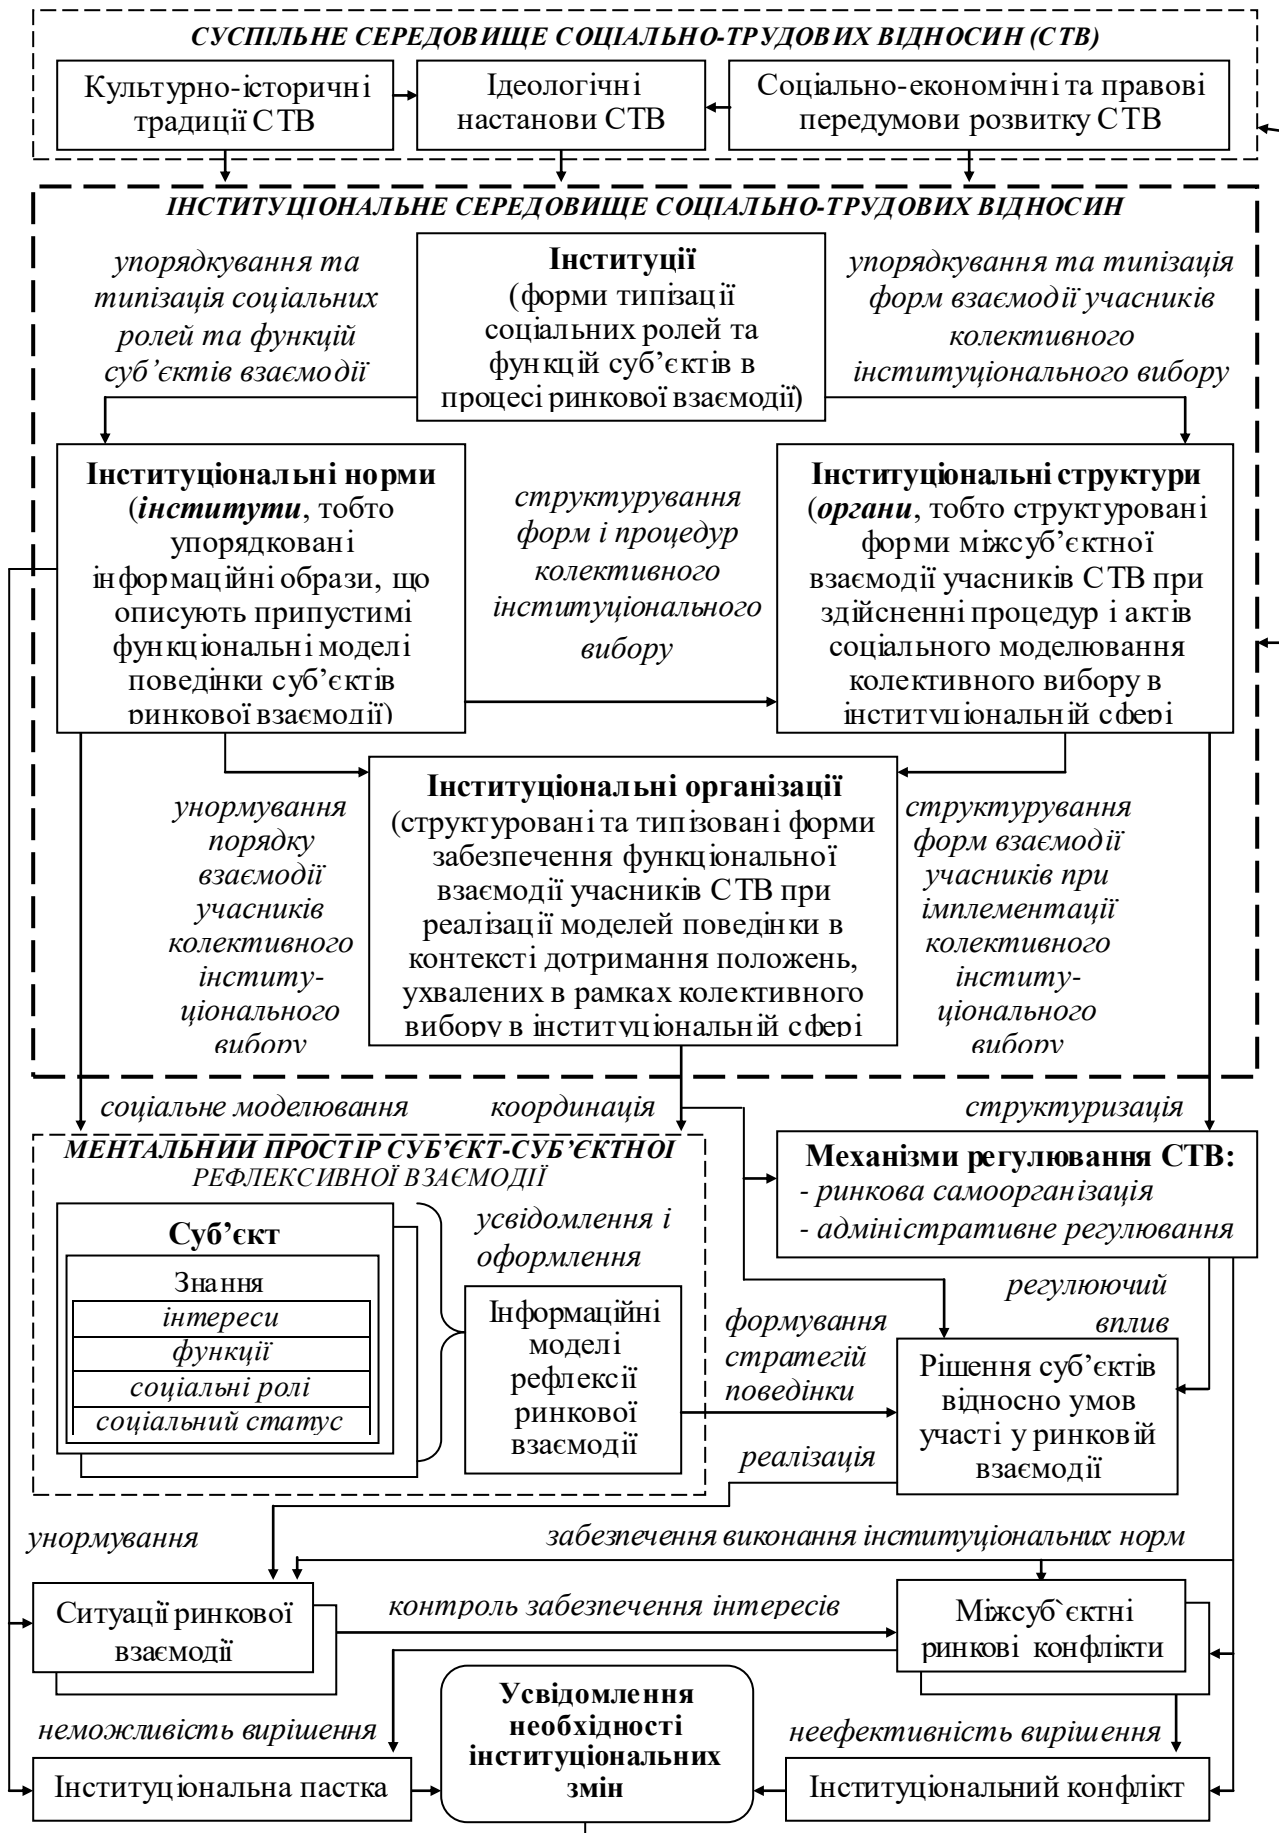 СУСПІЛЬНЕ СЕРЕДОВИЩЕ СОЦІАЛЬНО-ТРУДОВИХ ВІДНОСИН (СТВ)
Культурно-історичні
традиції СТВ
Ідеологічні
настанови СТВ
Соціально-економічні та правові
передумови розвитку СТВ
ІНСТИТУЦІОНАЛЬНЕ СЕРЕДОВИЩЕ СОЦІАЛЬНО-ТРУДОВИХ ВІДНОСИН
упорядкування та
типізація соціальних
ролей та функцій
суб’єктів взаємодії
Інституції
(форми типізації
соціальних ролей та
функцій суб’єктів в
процесі ринкової взаємодії)
упорядкування та типізація
форм взаємодії учасників
колективного
інституціонального вибору
Інституціональні норми
(інститути, тобто
упорядковані
інформаційні образи, що
описують припустимі
функціональні моделі
поведінки суб’єктів
ринкової взаємодії)
структурування
форм і процедур
колективного
інституціонального
вибору
Інституціональні структури
(органи, тобто структуровані
форми міжсуб’єктної
взаємодії учасників СТВ при
здійсненні процедур і актів
соціального моделювання
колективного вибору в
інституціональній сфері
унормування
порядку
взаємодії
учасників
колективного
institу-
ціонального
вибору
Інституціональні організації
(структуровані та типізовані форми
забезпечення функціональної
взаємодії учасників СТВ при
реалізації моделей поведінки в
контексті дотримання положень,
ухвалених в рамках колективного
вибору в інституціональній сфері
структурування
форм взаємодії
учасників при
імплементації
колективного
інститу-
ціонального
вибору
соціальне моделювання
координація
структуризація
МЕНТАЛЬНИЙ ПРОСТІР СУБ’ЄКТ-СУБ’ЄКТНОЇ
РЕФЛЕКСИВНОЇ ВЗАЄМОДІЇ
Суб’єкт
Знання
інтереси
функції
соціальні ролі
соціальний статус
усвідомлення і
оформлення
Інформаційні
моделі
рефлексії
ринкової
взаємодії
Механізми регулювання СТВ:
- ринкова самоорганізація
- адміністративне регулювання
регулюючий
вплив
формування
стратегій
поведінки
Рішення суб’єктів
відносно умов
участі у ринковій
взаємодії
реалізація
унормування
забезпечення виконання інституціональних норм
Ситуації ринкової
взаємодії
контроль забезпечення інтересів
Міжсуб`єктні
ринкові конфлікти
неможливість вирішення
Усвідомлення
необхідності
інституціональних
змін
неефективність вирішення
Інституціональна пастка
Інституціональний конфлікт